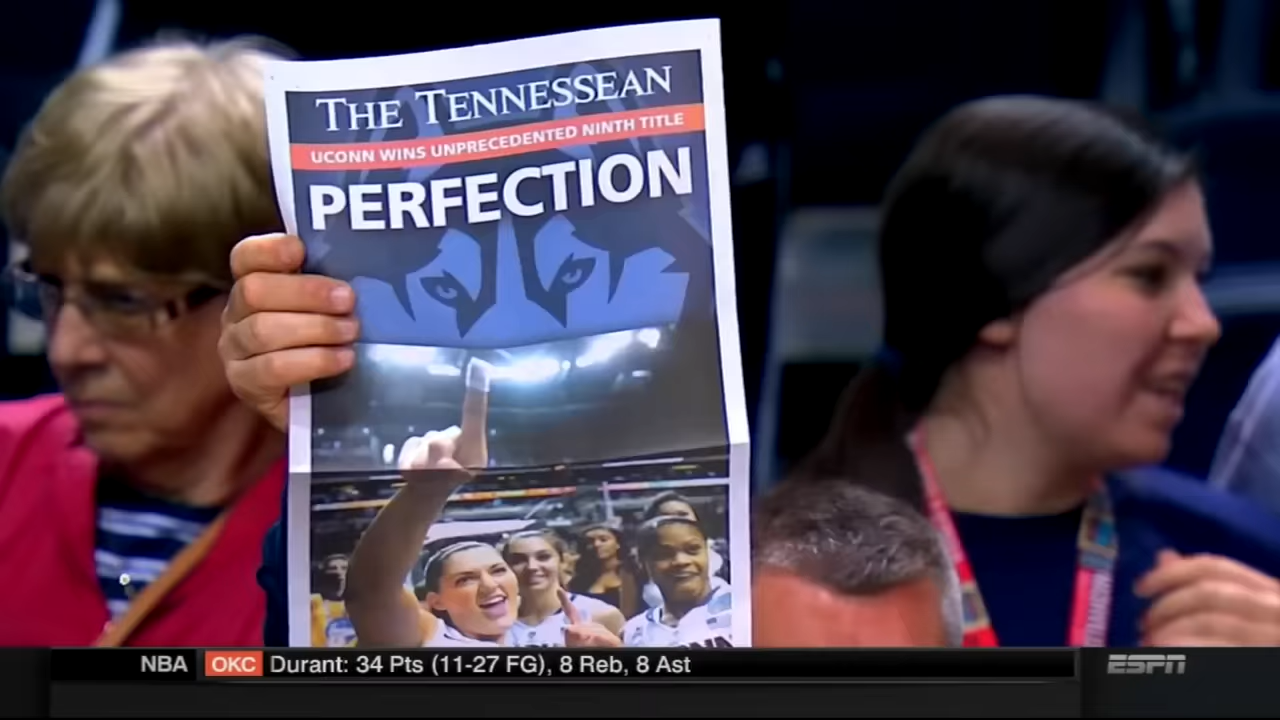 THE TENNESSEAN
UCONN WINS UNPRECEDENTED NINTH TITLE
PERFECTION
NBA OKC Durant: 34 Pts (11-27 FG), 8 Reb, 8 Ast
ESPN